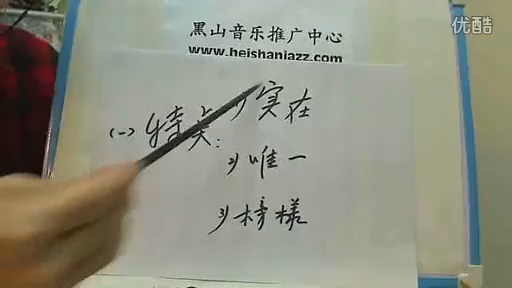 優酷
黑山音乐推广中心
www.heishanjazz.com
(一)特点: 1)实在
2)唯一
3)榜样